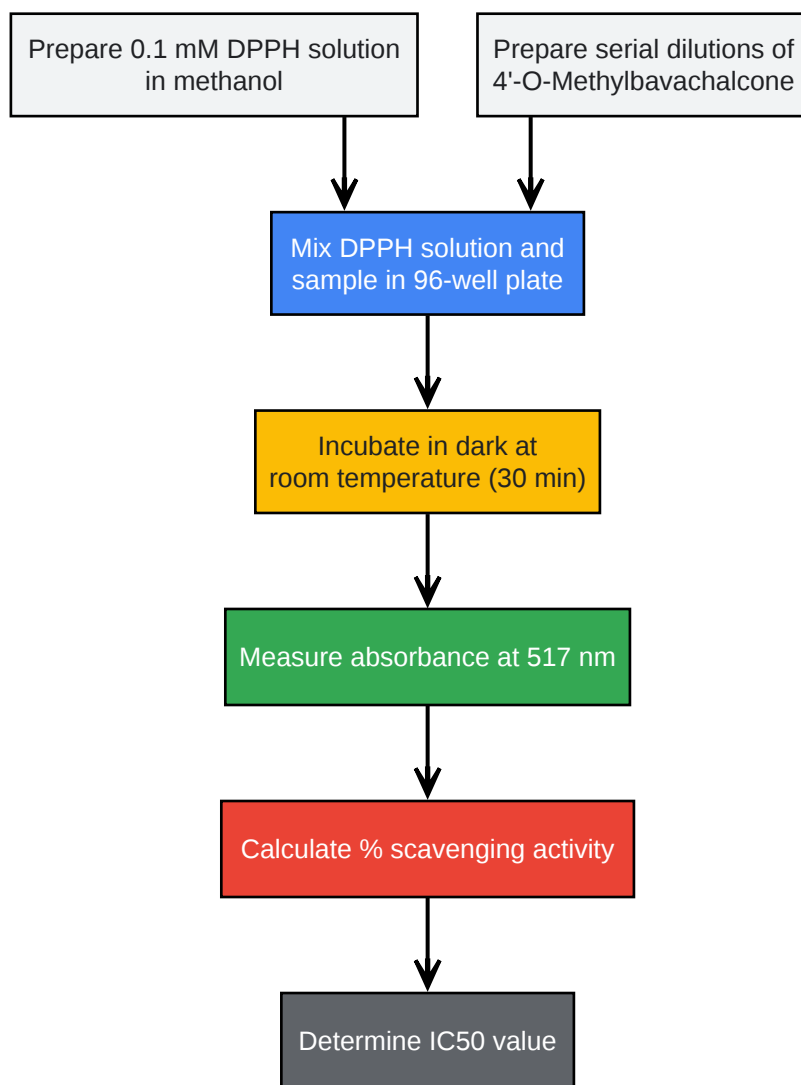 Prepare 0.1 mM DPPH solution
in methanol
Prepare serial dilutions of
4'-O-Methylbavachalcone
Mix DPPH solution and
sample in 96-well plate
Incubate in dark at
room temperature (30 min)
Measure absorbance at 517 nm
Calculate % scavenging activity
Determine IC50 value